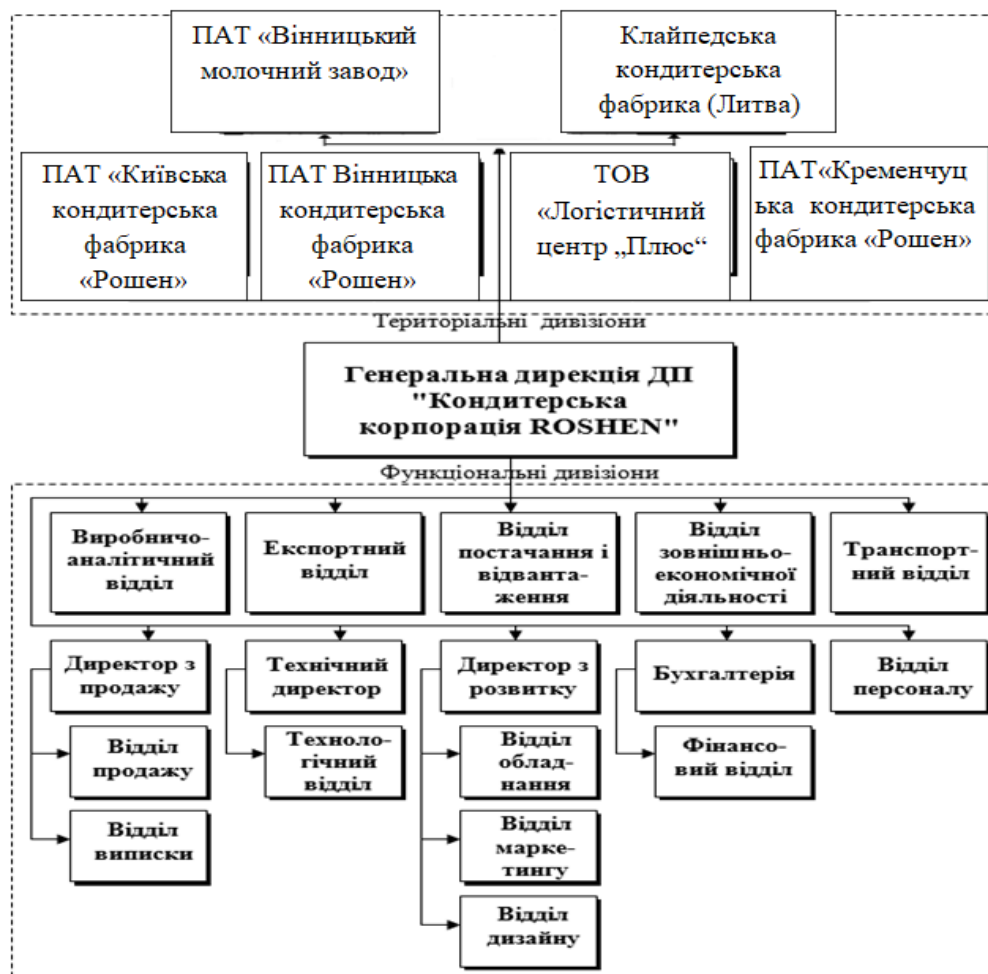 ПАТ «Вінницький
молочний завод»
Клайпедська
кондитерська
фабрика (Литва)
ПАТ «Київська
кондитерська
фабрика
«Рошен»
ПАТ Вінницька
кондитерська
фабрика
«Рошен»
ТОВ
«Логістичний
центр „Плюс“
ПАТ«Кременчуц
ька кондитерська
фабрика «Рошен»
Територіальні дивізіони
Генеральна дирекція ДП
"Кондитерська
корпорація ROSHEN"
Функціональні дивізіони
Виробничо-
аналітичний
відділ
Експортний
відділ
Відділ
постачання і
відванта-
ження
Відділ
зовнішньо-
економічної
діяльності
Транспорт-
ний відділ
Директор з
продажу
Технічний
директор
Директор з
розвитку
Бухгалтерія
Відділ
персоналу
Відділ
продажу
Техноло-
гічний
відділ
Відділ
облад-
нання
Фінансо-
вий відділ
Відділ
виписки
Відділ
марке-
тингу
Відділ
дизайну